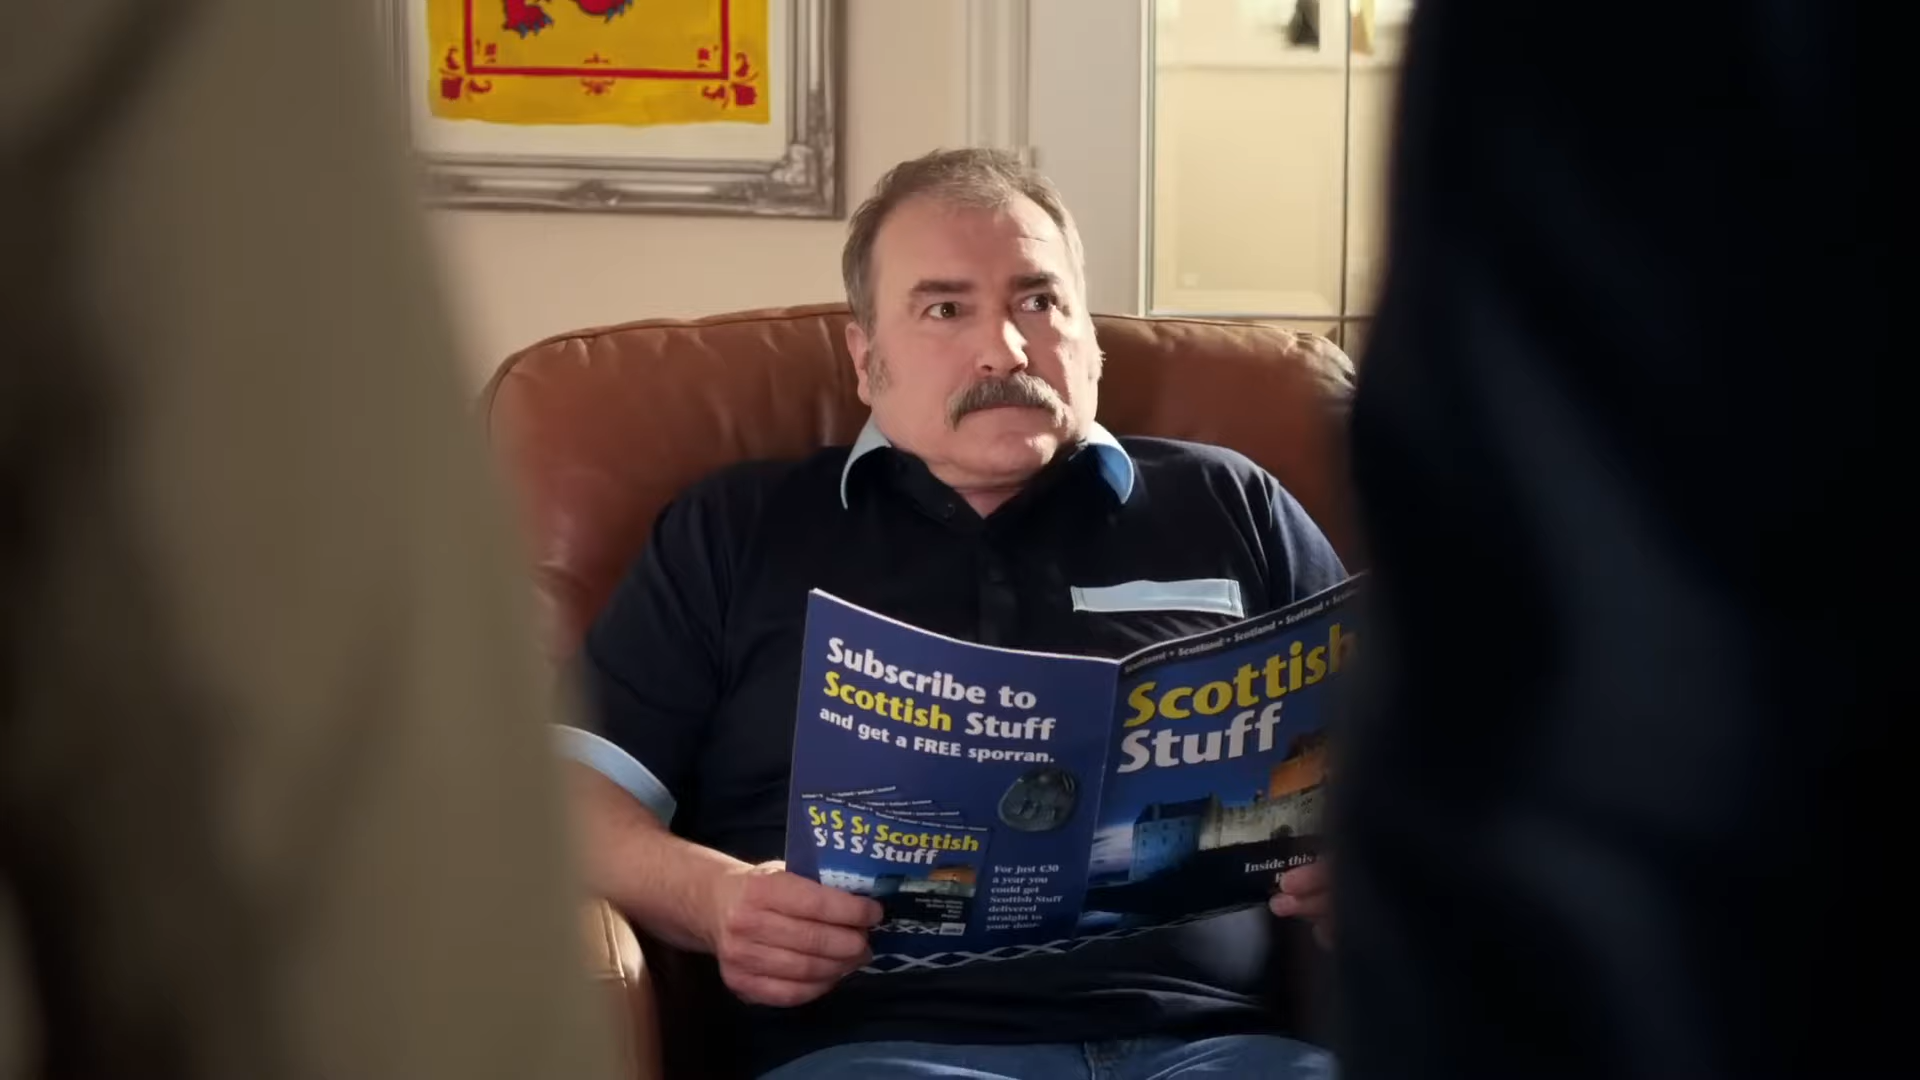 Subscribe to
Scottish Stuff
and get a FREE sporran.
Scottish
Stuff
For Just €30
a year you
could get
Scottish Stuff
delivered
straight to
your door.
Scotland • Scotland • Scotland • Scotland •
Scottish
Stuff
Inside this